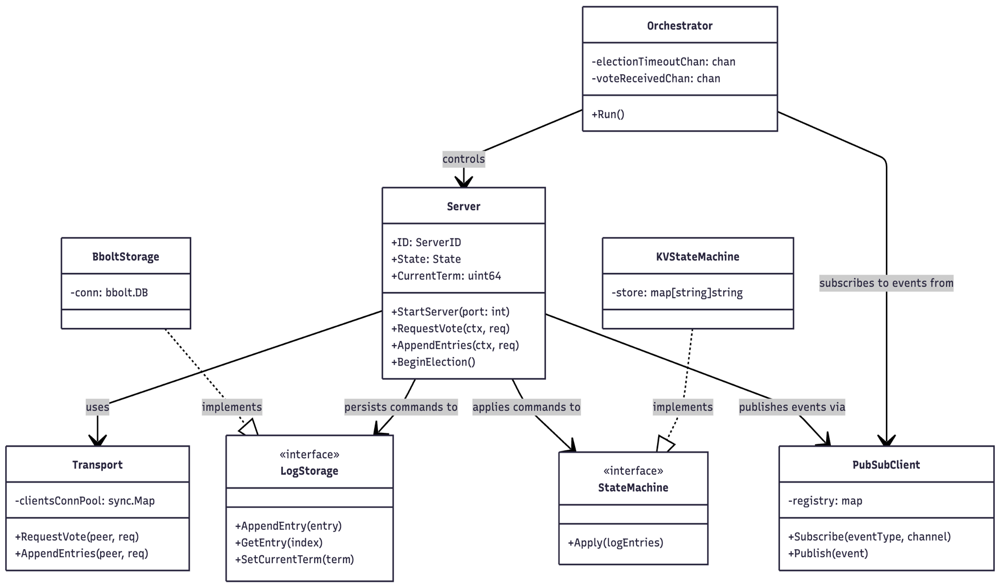 Orchestrator
-electionTimeoutChan: chan
-voteReceivedChan: chan
+Run()
controls
Server
+ID: ServerID
+State: State
+CurrentTerm: uint64
+StartServer(port: int)
+RequestVote(ctx, req)
+AppendEntries(ctx, req)
+BeginElection()
BboltStorage
-conn: bbolt.DB
KVStateMachine
-store: map[string]string
subscribes to events from
uses
implements
persists commands to
applies commands to
implements
publishes events via
Transport
-clientsConnPool: sync.Map
+RequestVote(peer, req)
+AppendEntries(peer, req)
«interface»
LogStorage
+AppendEntry(entry)
+GetEntry(index)
+SetCurrentTerm(term)
«interface»
StateMachine
+Apply(logEntries)
PubSubClient
-registry: map
+Subscribe(eventType, channel)
+Publish(event)